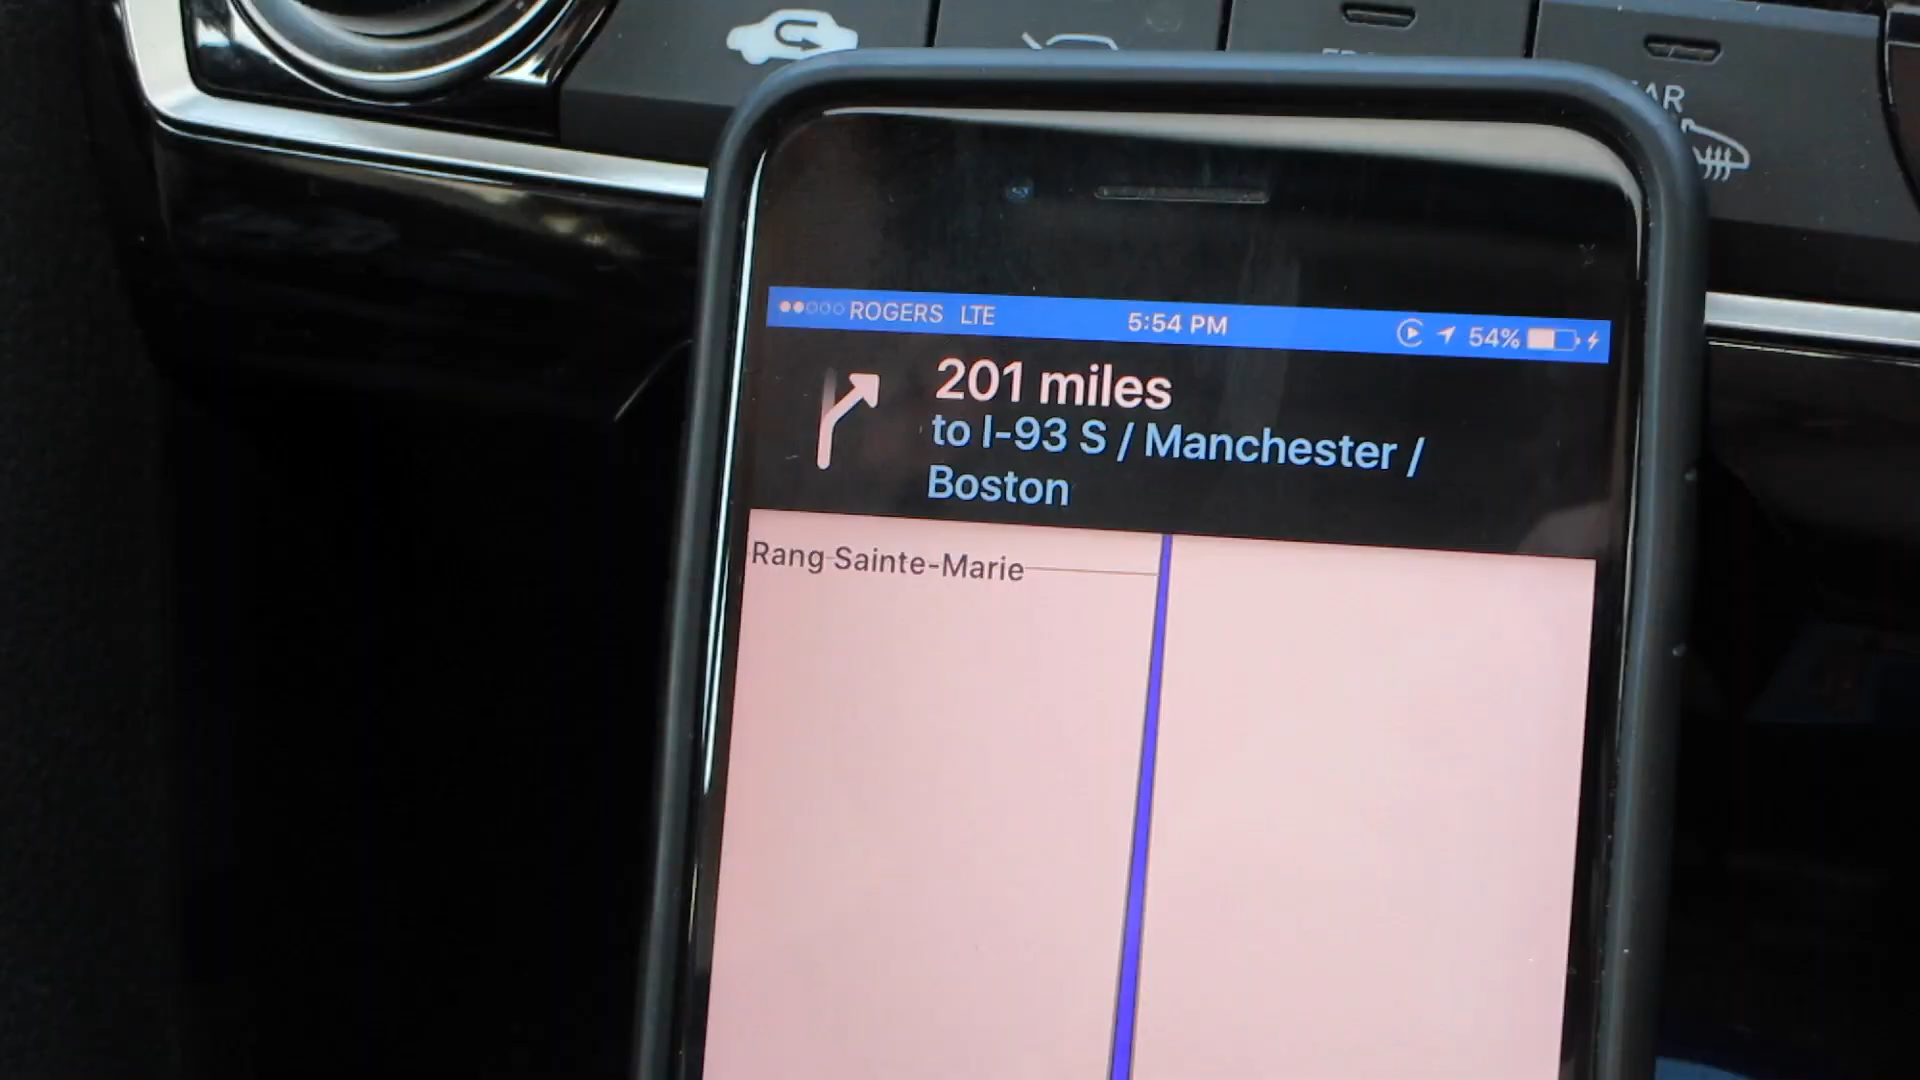 ROGERS LTE 5:54 PM 54%
201 miles
to I-93 S / Manchester /
Boston
Rang Sainte-Marie